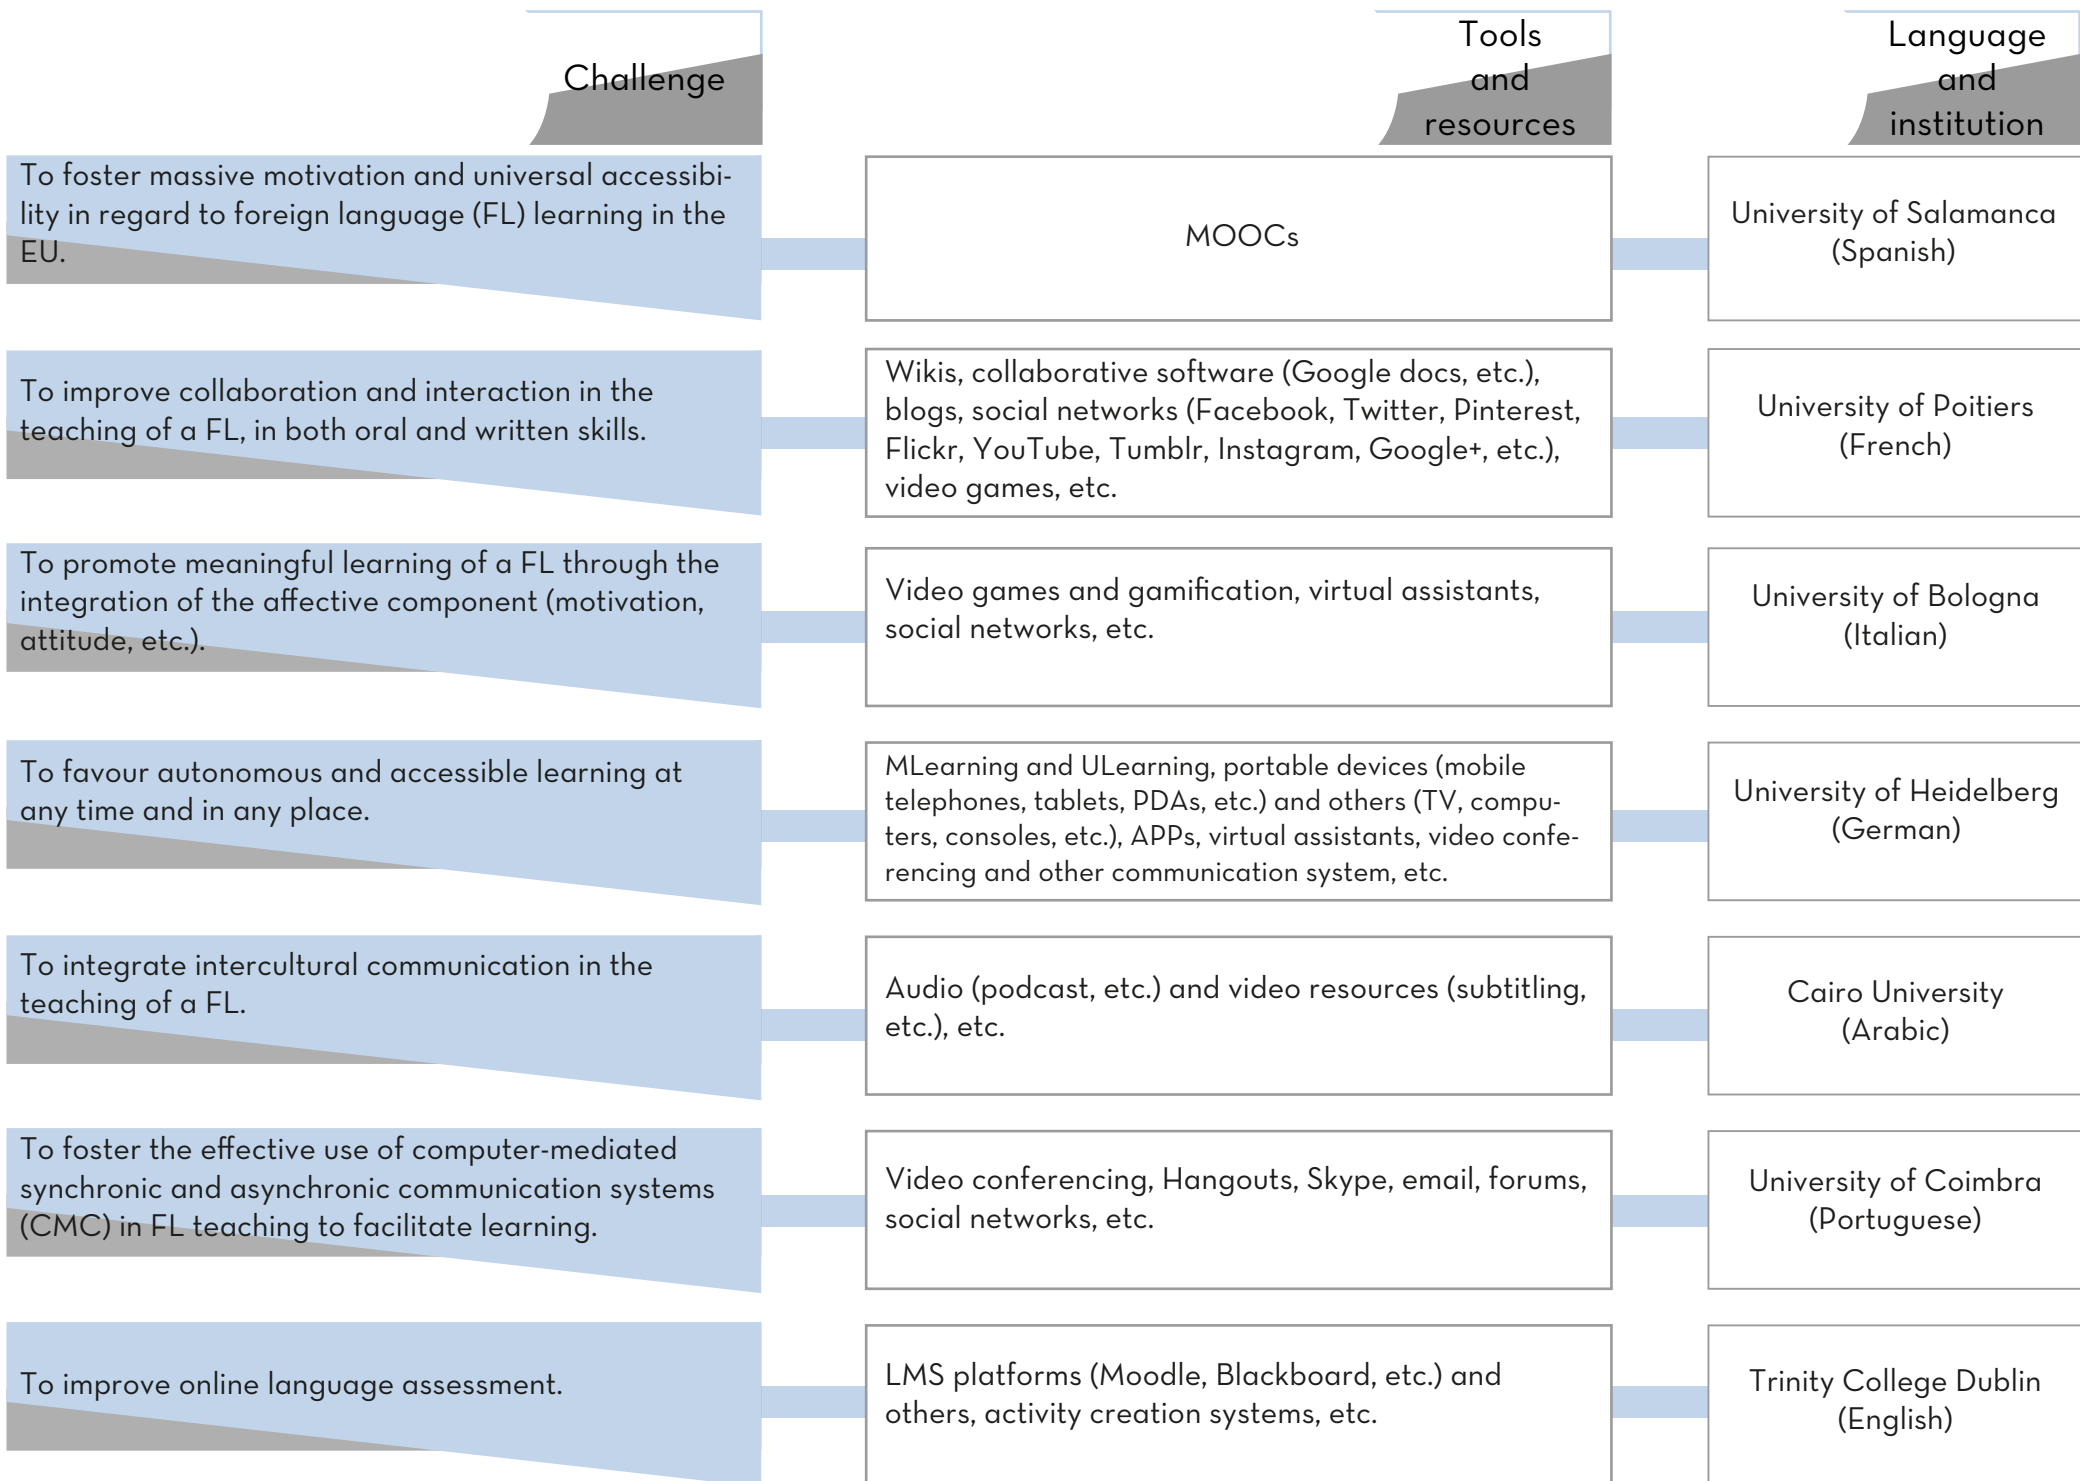 Challenge
Tools
and
resources
Language
and
institution
To foster massive motivation and universal accessibi-
lity in regard to foreign language (FL) learning in the
EU.
MOOCs
University of Salamanca
(Spanish)
To improve collaboration and interaction in the
teaching of a FL, in both oral and written skills.
Wikis, collaborative software (Google docs, etc.),
blogs, social networks (Facebook, Twitter, Pinterest,
Flickr, YouTube, Tumblr, Instagram, Google+, etc.),
video games, etc.
University of Poitiers
(French)
To promote meaningful learning of a FL through the
integration of the affective component (motivation,
attitude, etc.).
Video games and gamification, virtual assistants,
social networks, etc.
University of Bologna
(Italian)
To favour autonomous and accessible learning at
any time and in any place.
MLearning and ULearning, portable devices (mobile
telephones, tablets, PDAs, etc.) and others (TV, compu-
ters, consoles, etc.), APPs, virtual assistants, video confe-
rencing and other communication system, etc.
University of Heidelberg
(German)
To integrate intercultural communication in the
teaching of a FL.
Audio (podcast, etc.) and video resources (subtitling,
etc.), etc.
Cairo University
(Arabic)
To foster the effective use of computer-mediated
synchronic and asynchronic communication systems
(CMC) in FL teaching to facilitate learning.
Video conferencing, Hangouts, Skype, email, forums,
social networks, etc.
University of Coimbra
(Portuguese)
To improve online language assessment.
LMS platforms (Moodle, Blackboard, etc.) and
others, activity creation systems, etc.
Trinity College Dublin
(English)